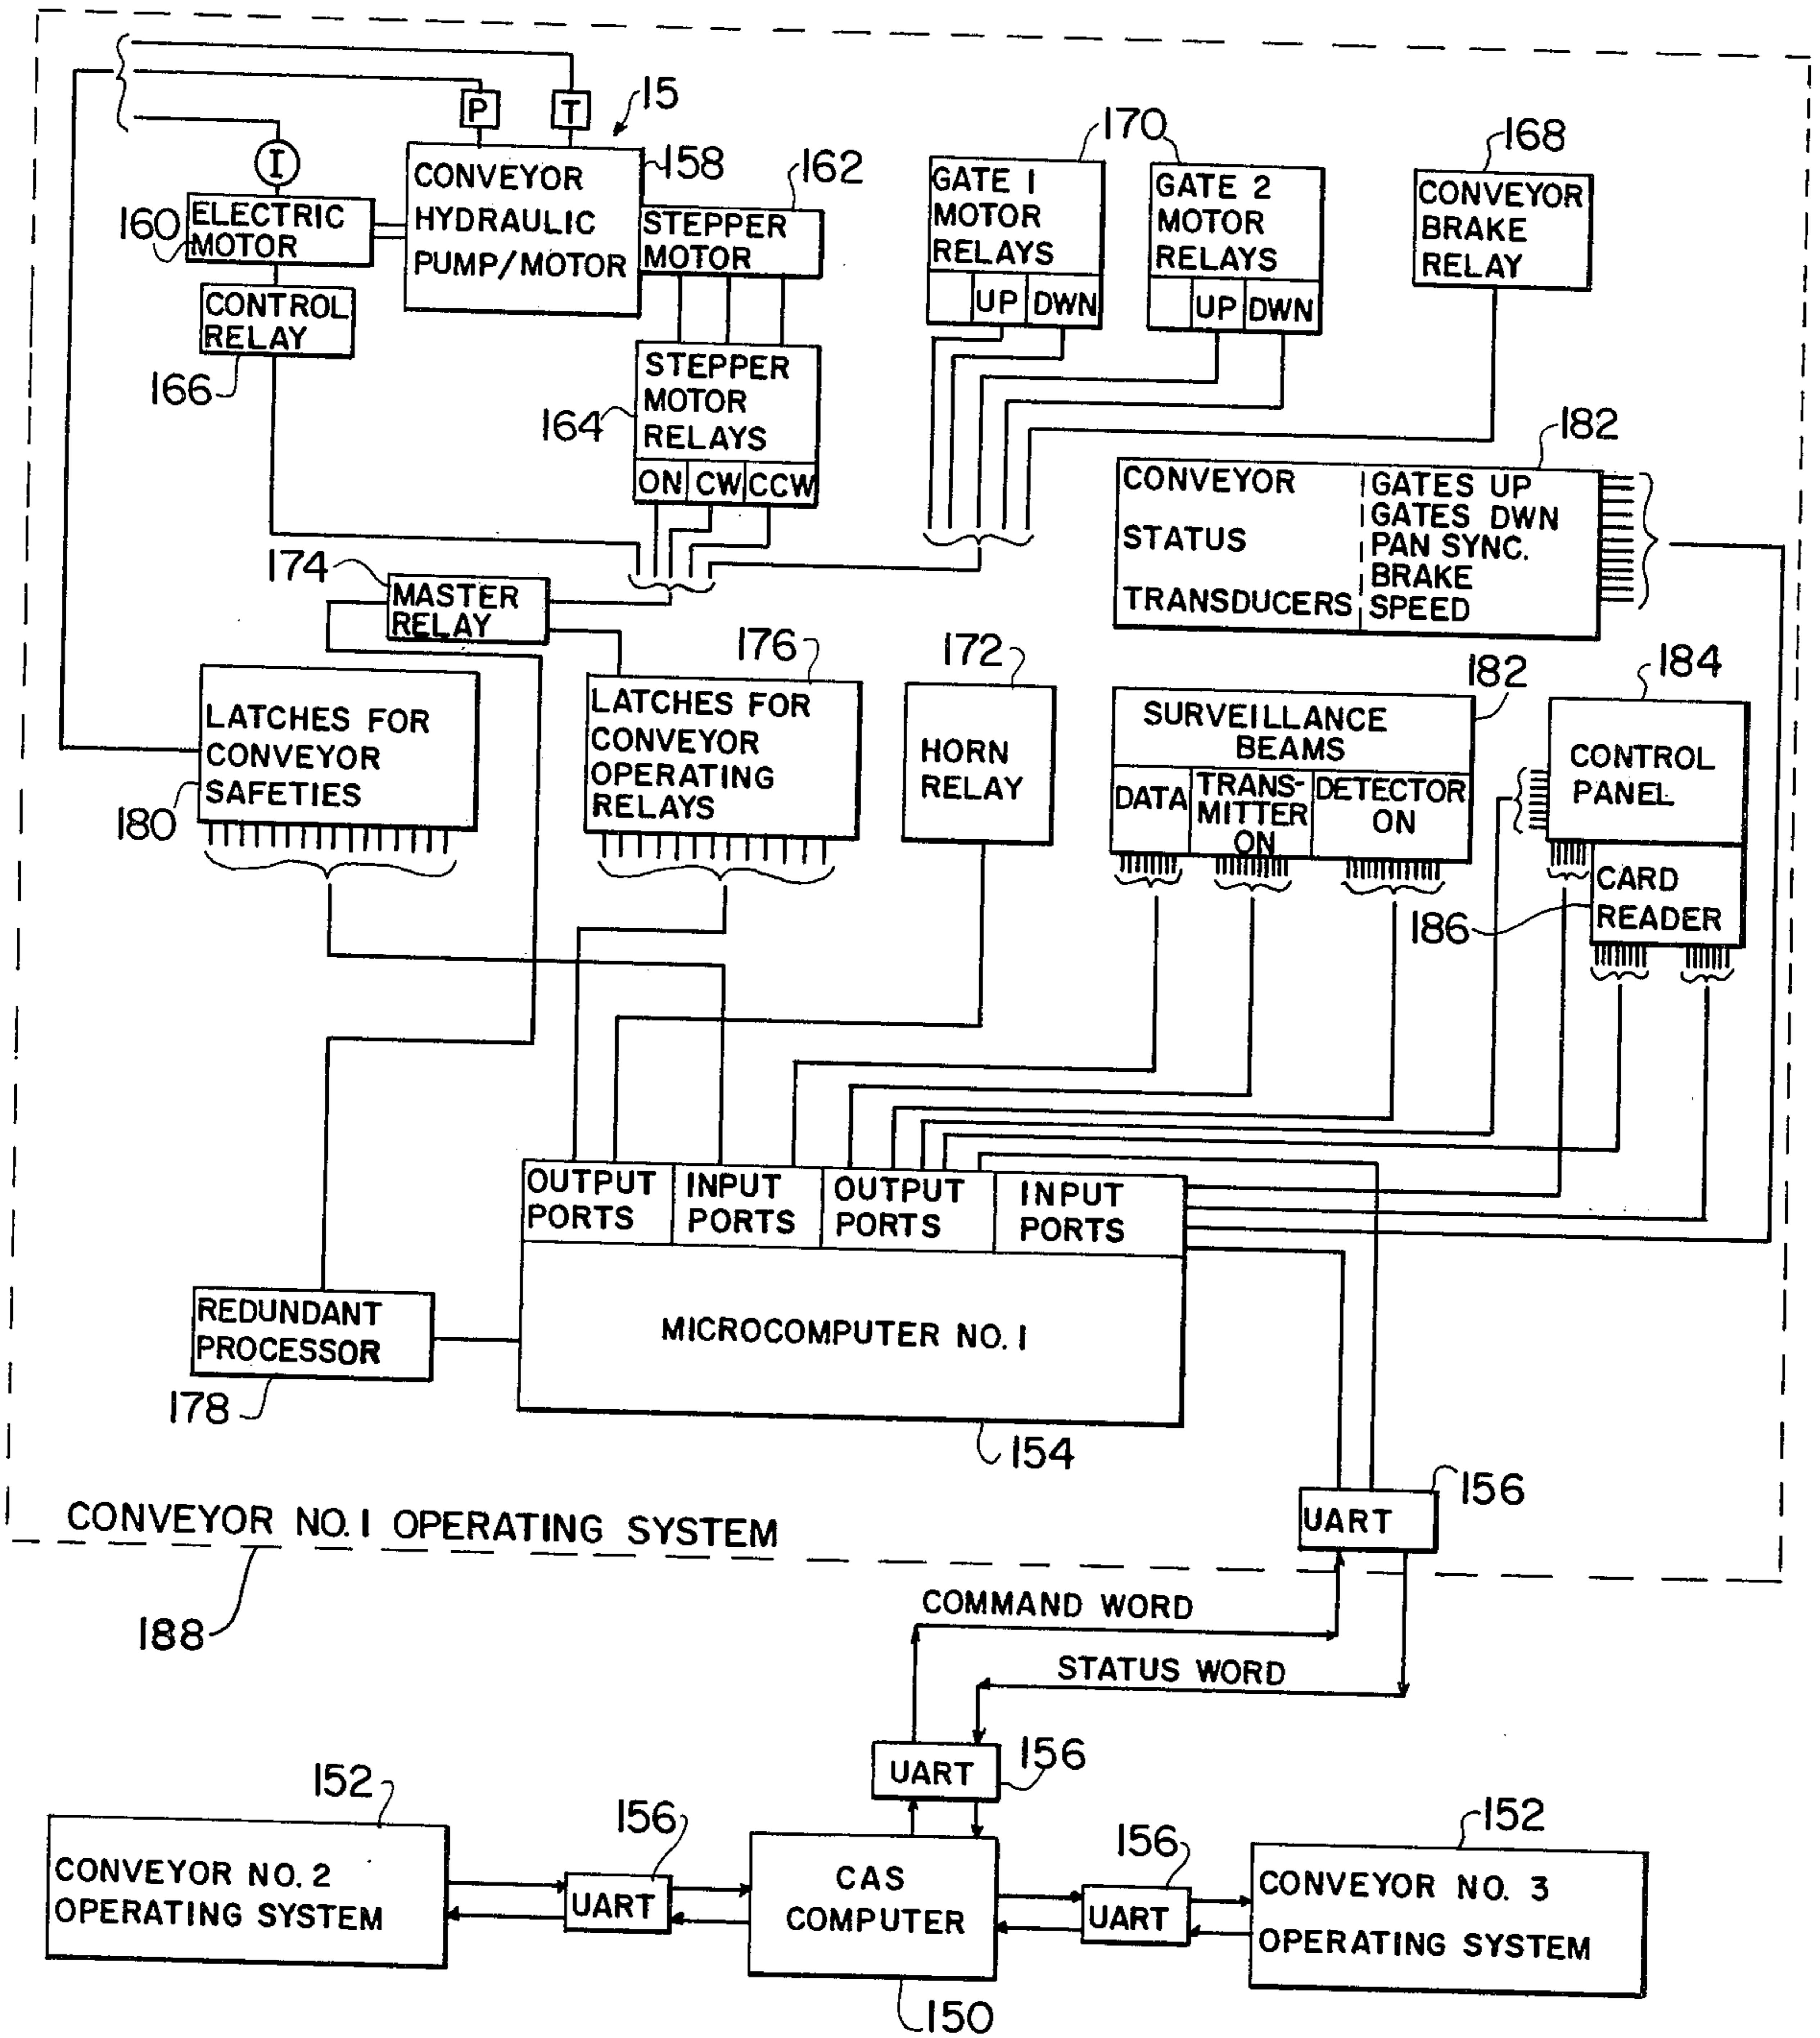 P
T
15
I
CONVEYOR
HYDRAULIC
PUMP/MOTOR
158
162
STEPPER
MOTOR
160
ELECTRIC
MOTOR
CONTROL
RELAY
166
STEPPER
MOTOR
RELAYS
164
ON CW CCW
170
GATE 1
MOTOR
RELAYS
UP DWN
GATE 2
MOTOR
RELAYS
UP DWN
168
CONVEYOR
BRAKE
RELAY
182
CONVEYOR
STATUS
TRANSDUCERS
GATES UP
GATES DWN
PAN SYNC.
BRAKE
SPEED
174
MASTER
RELAY
LATCHES FOR
CONVEYOR
SAFETIES
180
176
LATCHES FOR
CONVEYOR
OPERATING
RELAYS
172
HORN
RELAY
182
SURVEILLANCE
BEAMS
DATA
TRANS-
MITTER
ON
DETECTOR
ON
184
CONTROL
PANEL
CARD
READER
186
OUTPUT
PORTS
INPUT
PORTS
OUTPUT
PORTS
INPUT
PORTS
MICROCOMPUTER NO. 1
154
REDUNDANT
PROCESSOR
178
156
UART
CONVEYOR NO. 1 OPERATING SYSTEM
188
COMMAND WORD
STATUS WORD
UART
156
152
CONVEYOR NO. 2
OPERATING SYSTEM
156
UART
CAS
COMPUTER
150
156
UART
152
CONVEYOR NO. 3
OPERATING SYSTEM